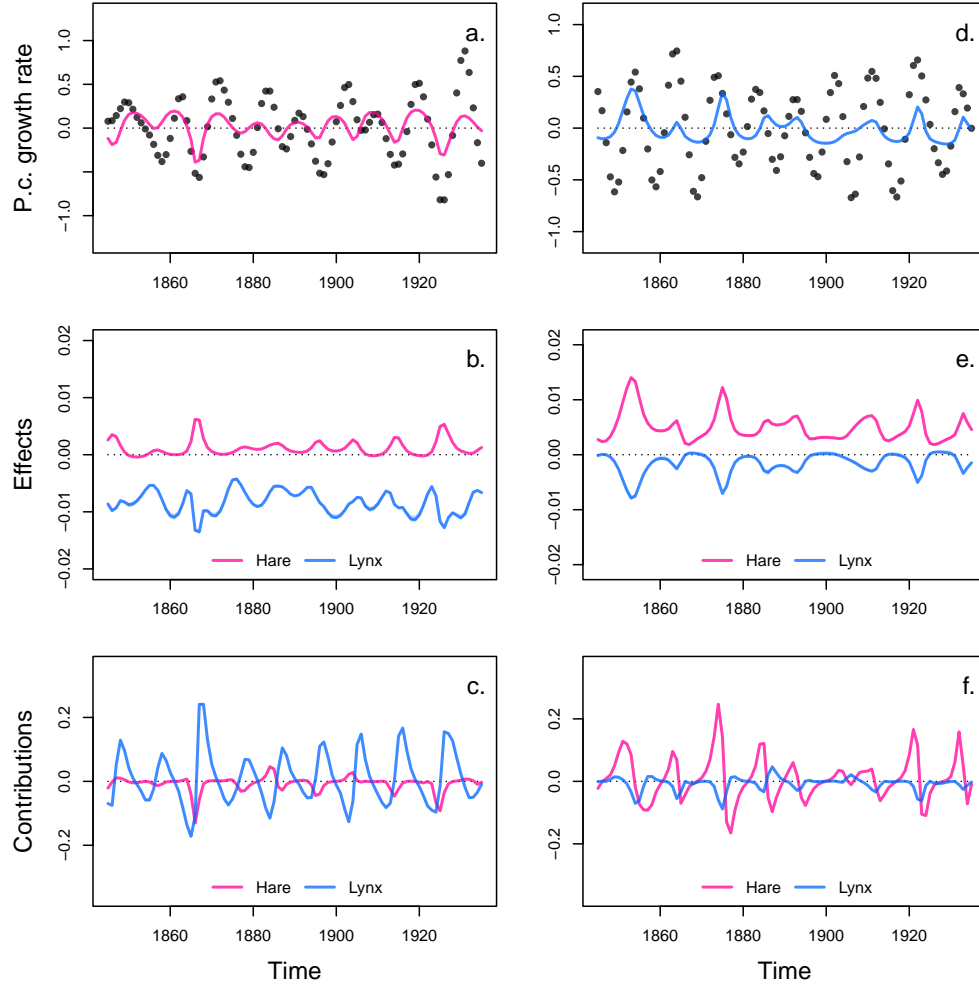 a.
P.c. growth rate
1.0
0.5
0.0
−1.0
1860 1880 1900 1920
d.
1.0
0.5
0.0
−0.5
−1.0
1860 1880 1900 1920
b.
Effects
0.02
0.01
0.00
−0.01
−0.02
Hare Lynx
1860 1880 1900 1920
e.
0.02
0.01
0.00
−0.01
−0.02
Hare Lynx
1860 1880 1900 1920
c.
Contributions
0.2
0.0
−0.2
Hare Lynx
1860 1880 1900 1920
Time
f.
0.2
0.0
−0.2
Hare Lynx
1860 1880 1900 1920
Time